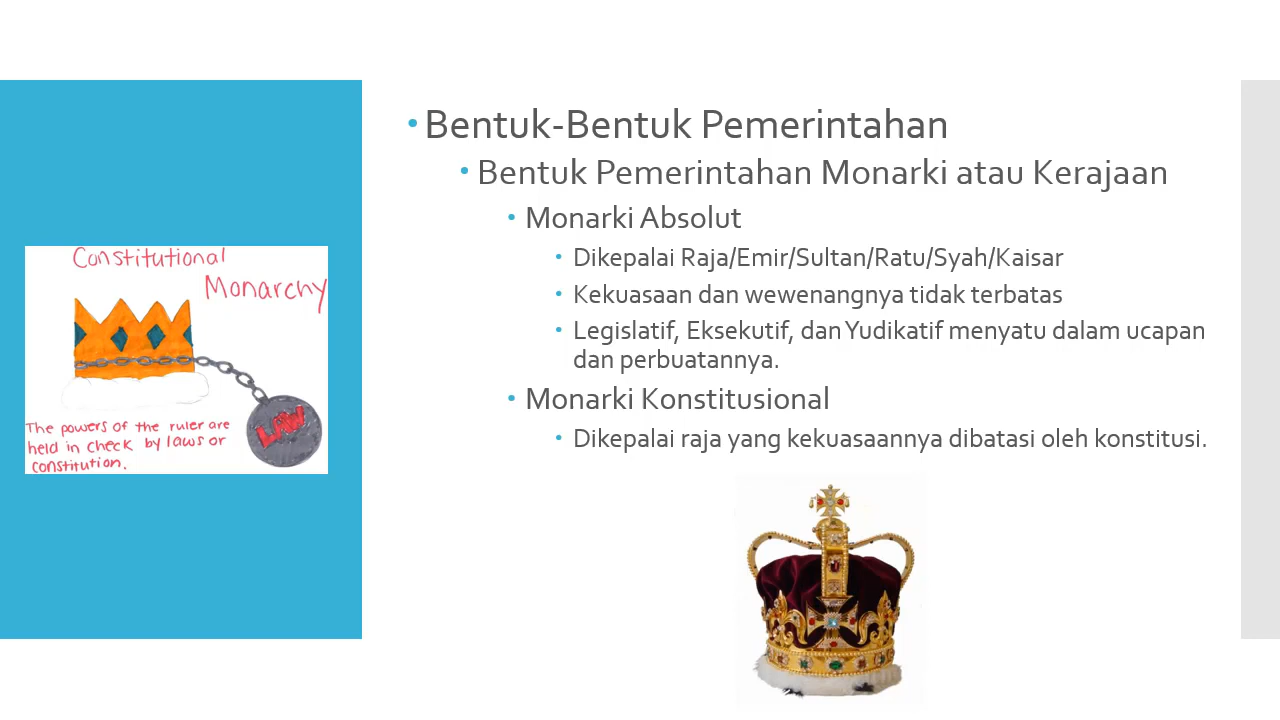 Constitutional
Monarchy
LAW
The powers of the ruler are
held in check by laws or
constitution.
• Bentuk-Bentuk Pemerintahan
• Bentuk Pemerintahan Monarki atau Kerajaan
• Monarki Absolut
• Dikepalai Raja/Emir/Sultan/Ratu/Syah/Kaisar
• Kekuasaan dan wewenangnya tidak terbatas
• Legislatif, Eksekutif, dan Yudikatif menyatu dalam ucapan
dan perbuatannya.
• Monarki Konstitusional
• Dikepalai raja yang kekuasaannya dibatasi oleh konstitusi.